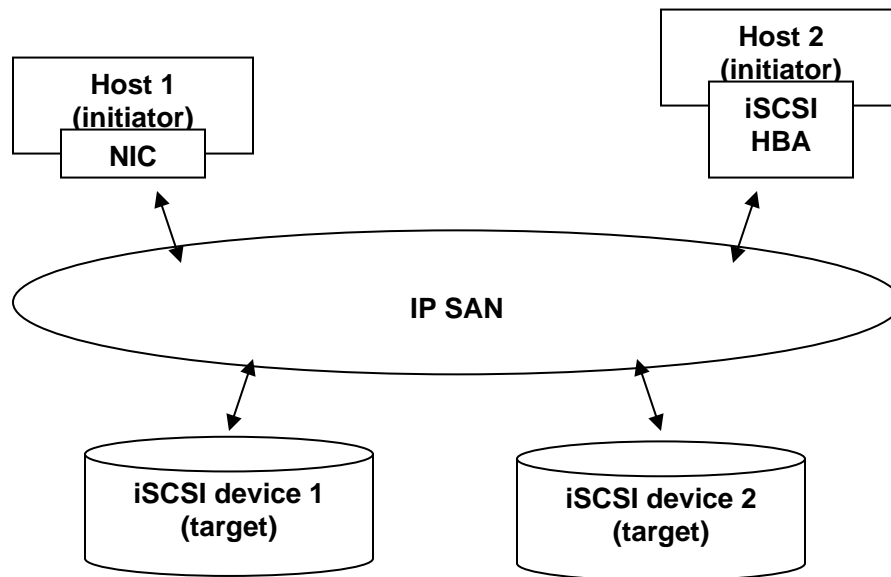 Host 1
(initiator)
NIC
Host 2
(initiator)
iSCSI
HBA
IP SAN
iSCSI device 1
(target)
iSCSI device 2
(target)